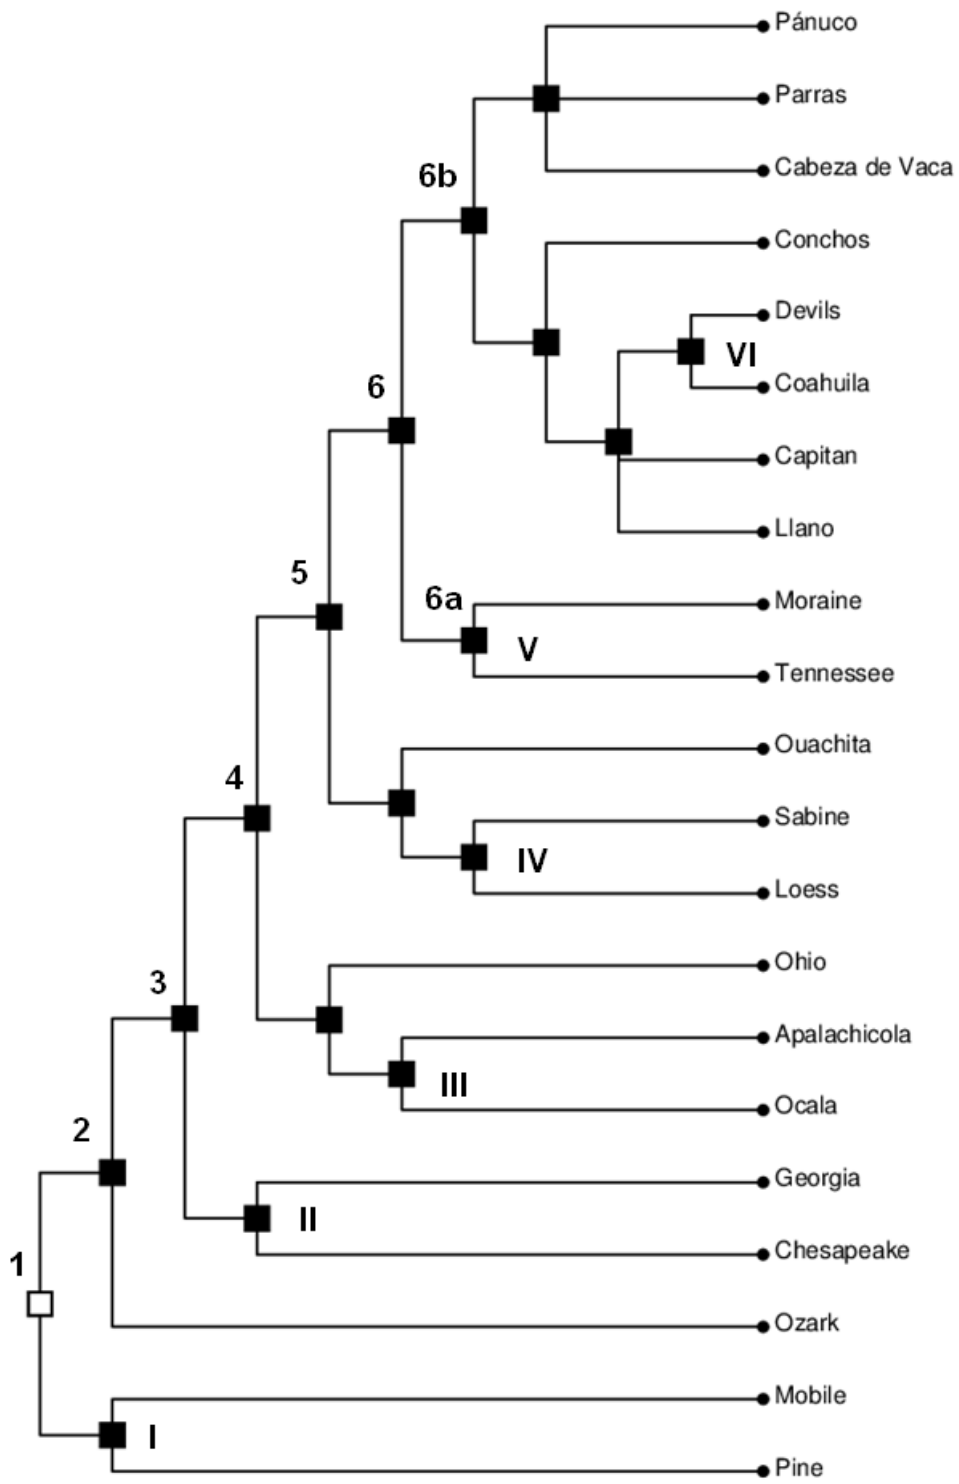 Pánuco
Parras
6b
Cabeza de Vaca
Conchos
Devils
VI
6
Coahuila
Capitan
Llano
5
6a
Moraine
V
Tennessee
Ouachita
4
Sabine
IV
Loess
3
Ohio
Apalachicola
III
Ocala
2
Georgia
II
Chesapeake
1
Ozark
Mobile
I
Pine